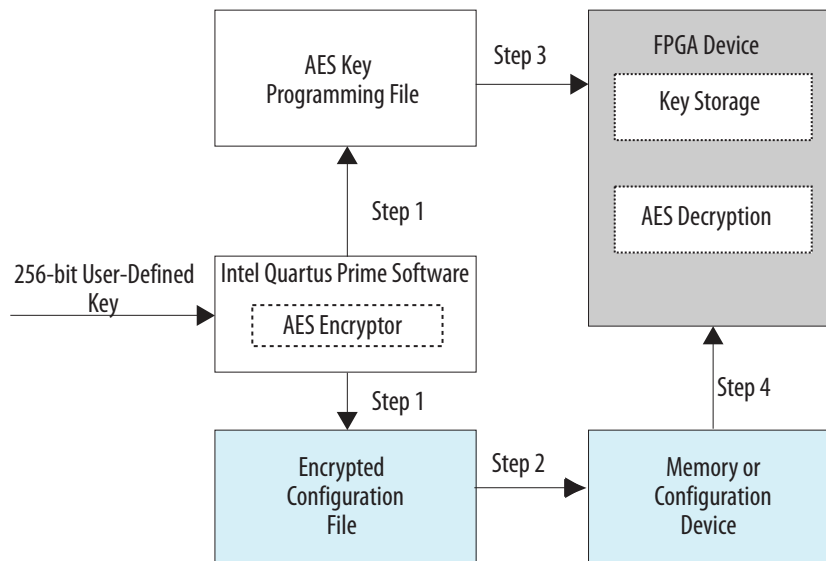 AES Key
Programming File
Step 3
FPGA Device
Key Storage
AES Decryption
Step 1
256-bit User-Defined
Key
Intel Quartus Prime Software
AES Encryptor
Step 1
Step 4
Encrypted
Configuration
File
Step 2
Memory or
Configuration
Device